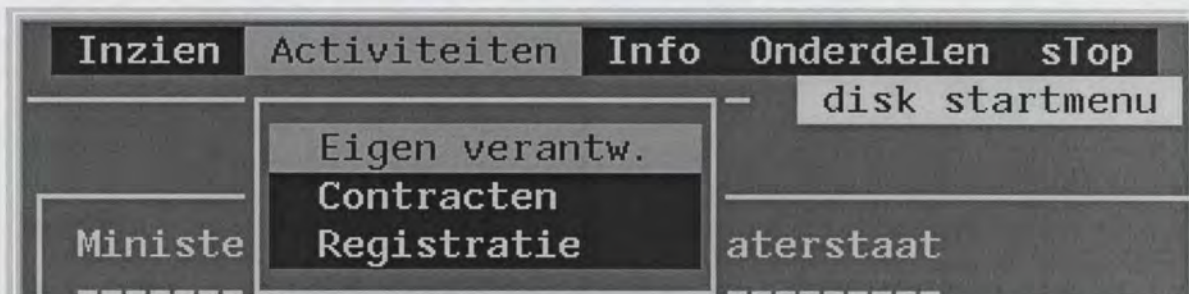 Inzien Activiteiten Info Onderdelen sTop
disk startmenu
Eigen verantw.
Contracten
Registratie
Ministe aterstaat